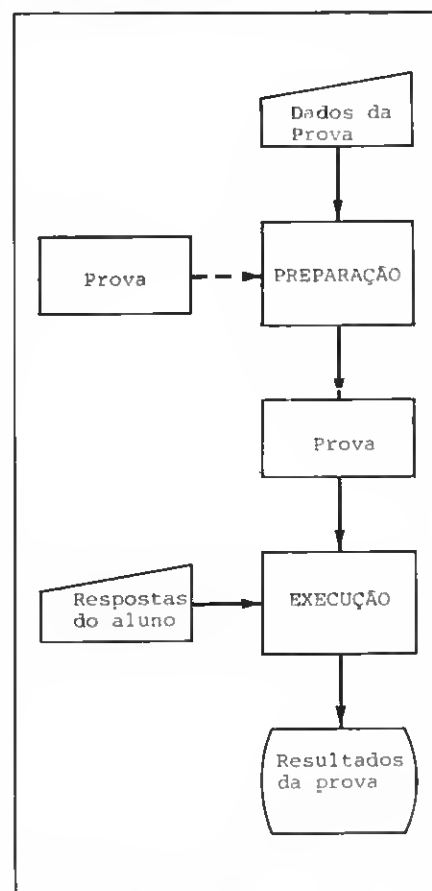 Dados da
Prova
Prova
PREPARAÇÃO
Prova
Respostas
do aluno
EXECUÇÃO
Resultados
da prova